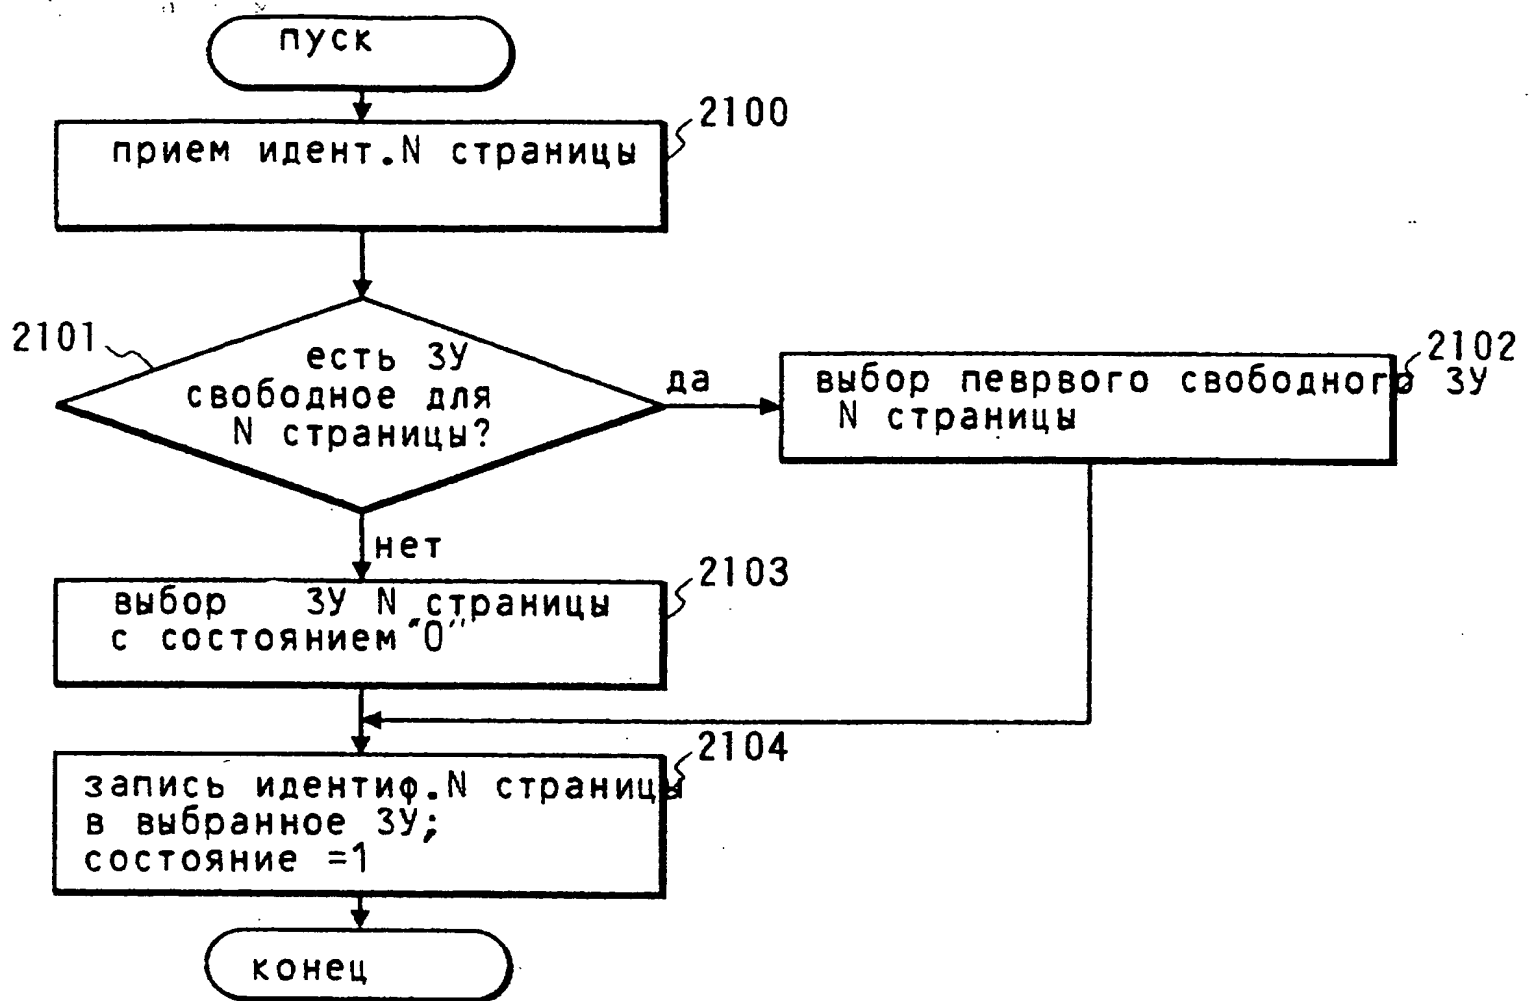 пуск
2100
прием идент.N страницы
2101
есть ЗУ
свободное для
N страницы?
да
2102
выбор певрвого свободного ЗУ
N страницы
нет
2103
выбор ЗУ N страницы
с состоянием "0"
2104
запись идентиф.N страницы
в выбранное ЗУ;
состояние =1
конец